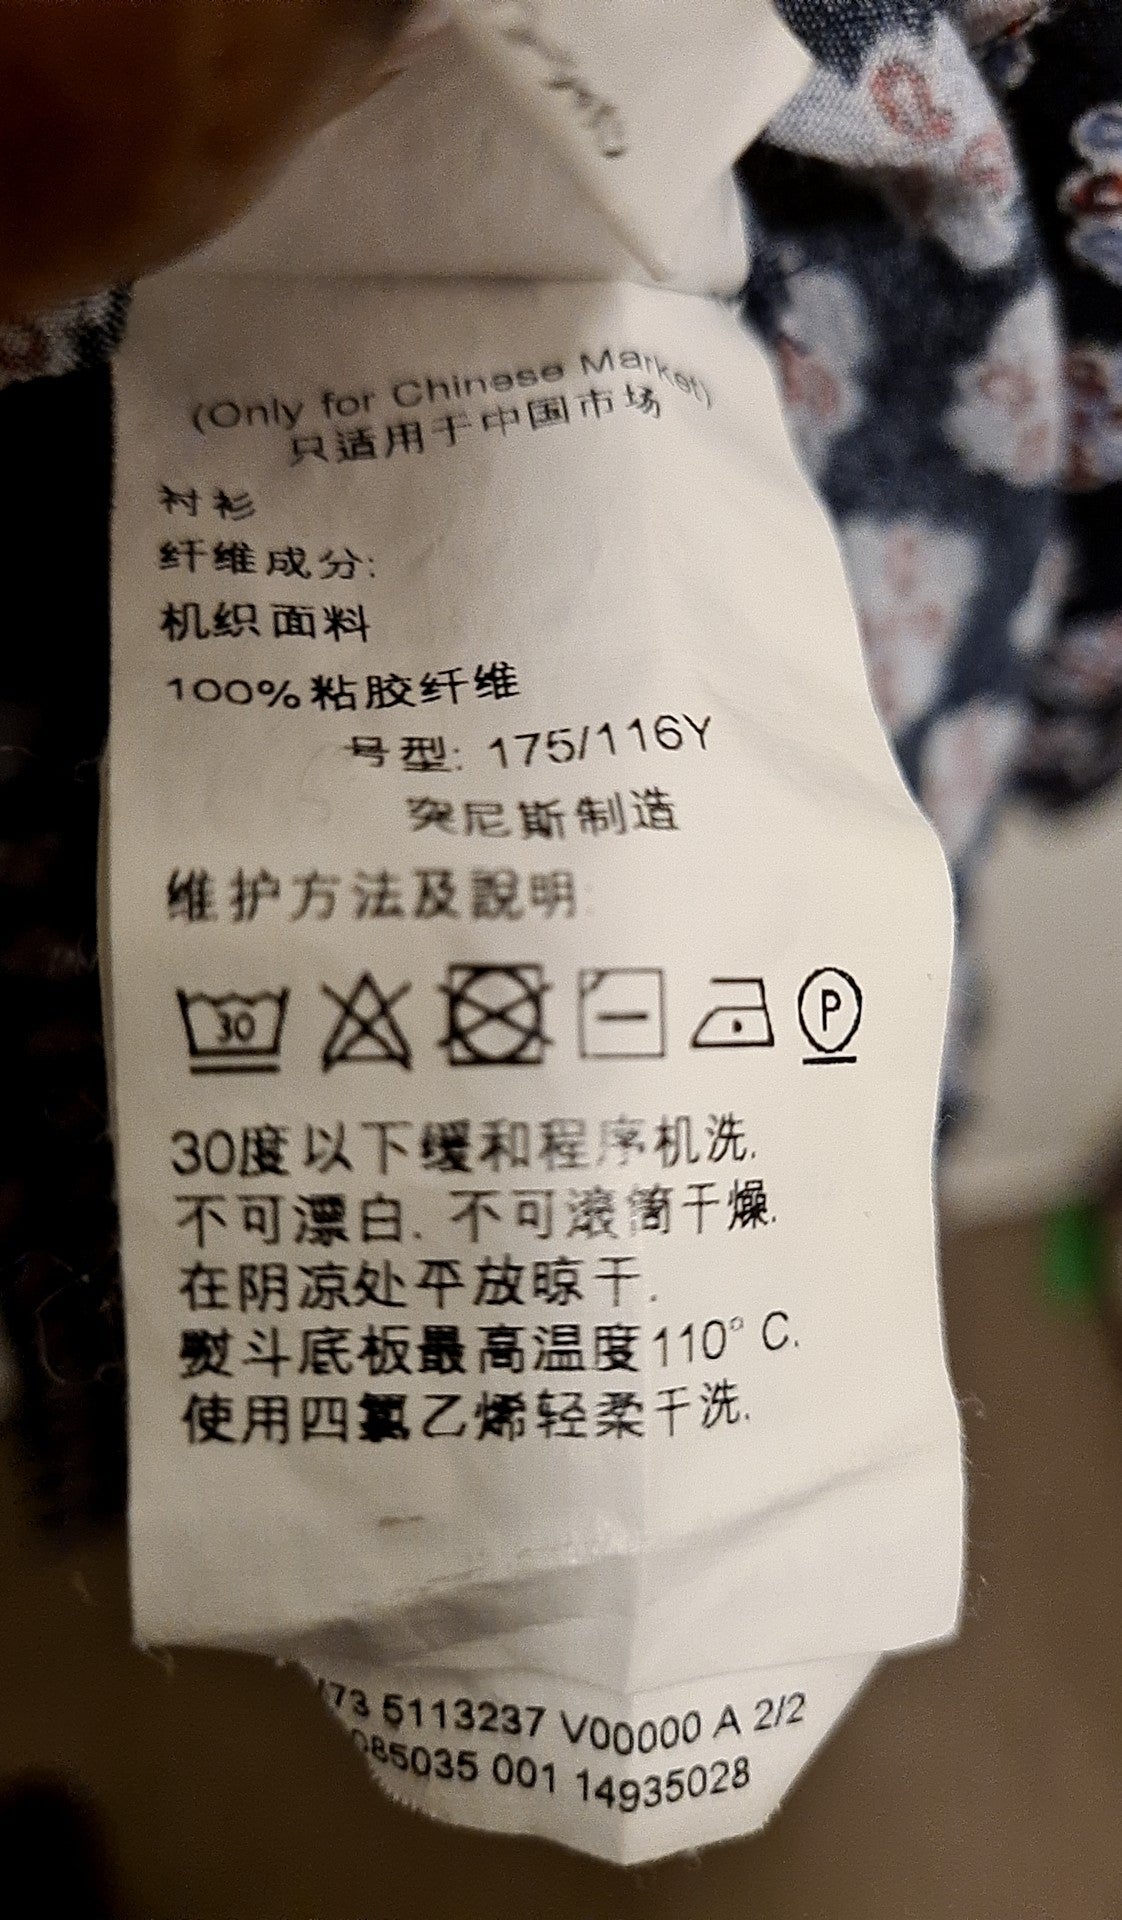 (Only for Chinese Market)
只适用于中国市场
衬衫
纤维成分:
机织面料
100%粘胶纤维
号型: 175/116Y
突尼斯制造
维护方法及說明:
30
P
30度以下缓和程序机洗.
不可漂白. 不可滚筒干燥.
在阴凉处平放晾干.
熨斗底板最高温度110° C.
使用四氯乙烯轻柔干洗.
73 5113237 V00000 A 2/2
085035 001 14935028